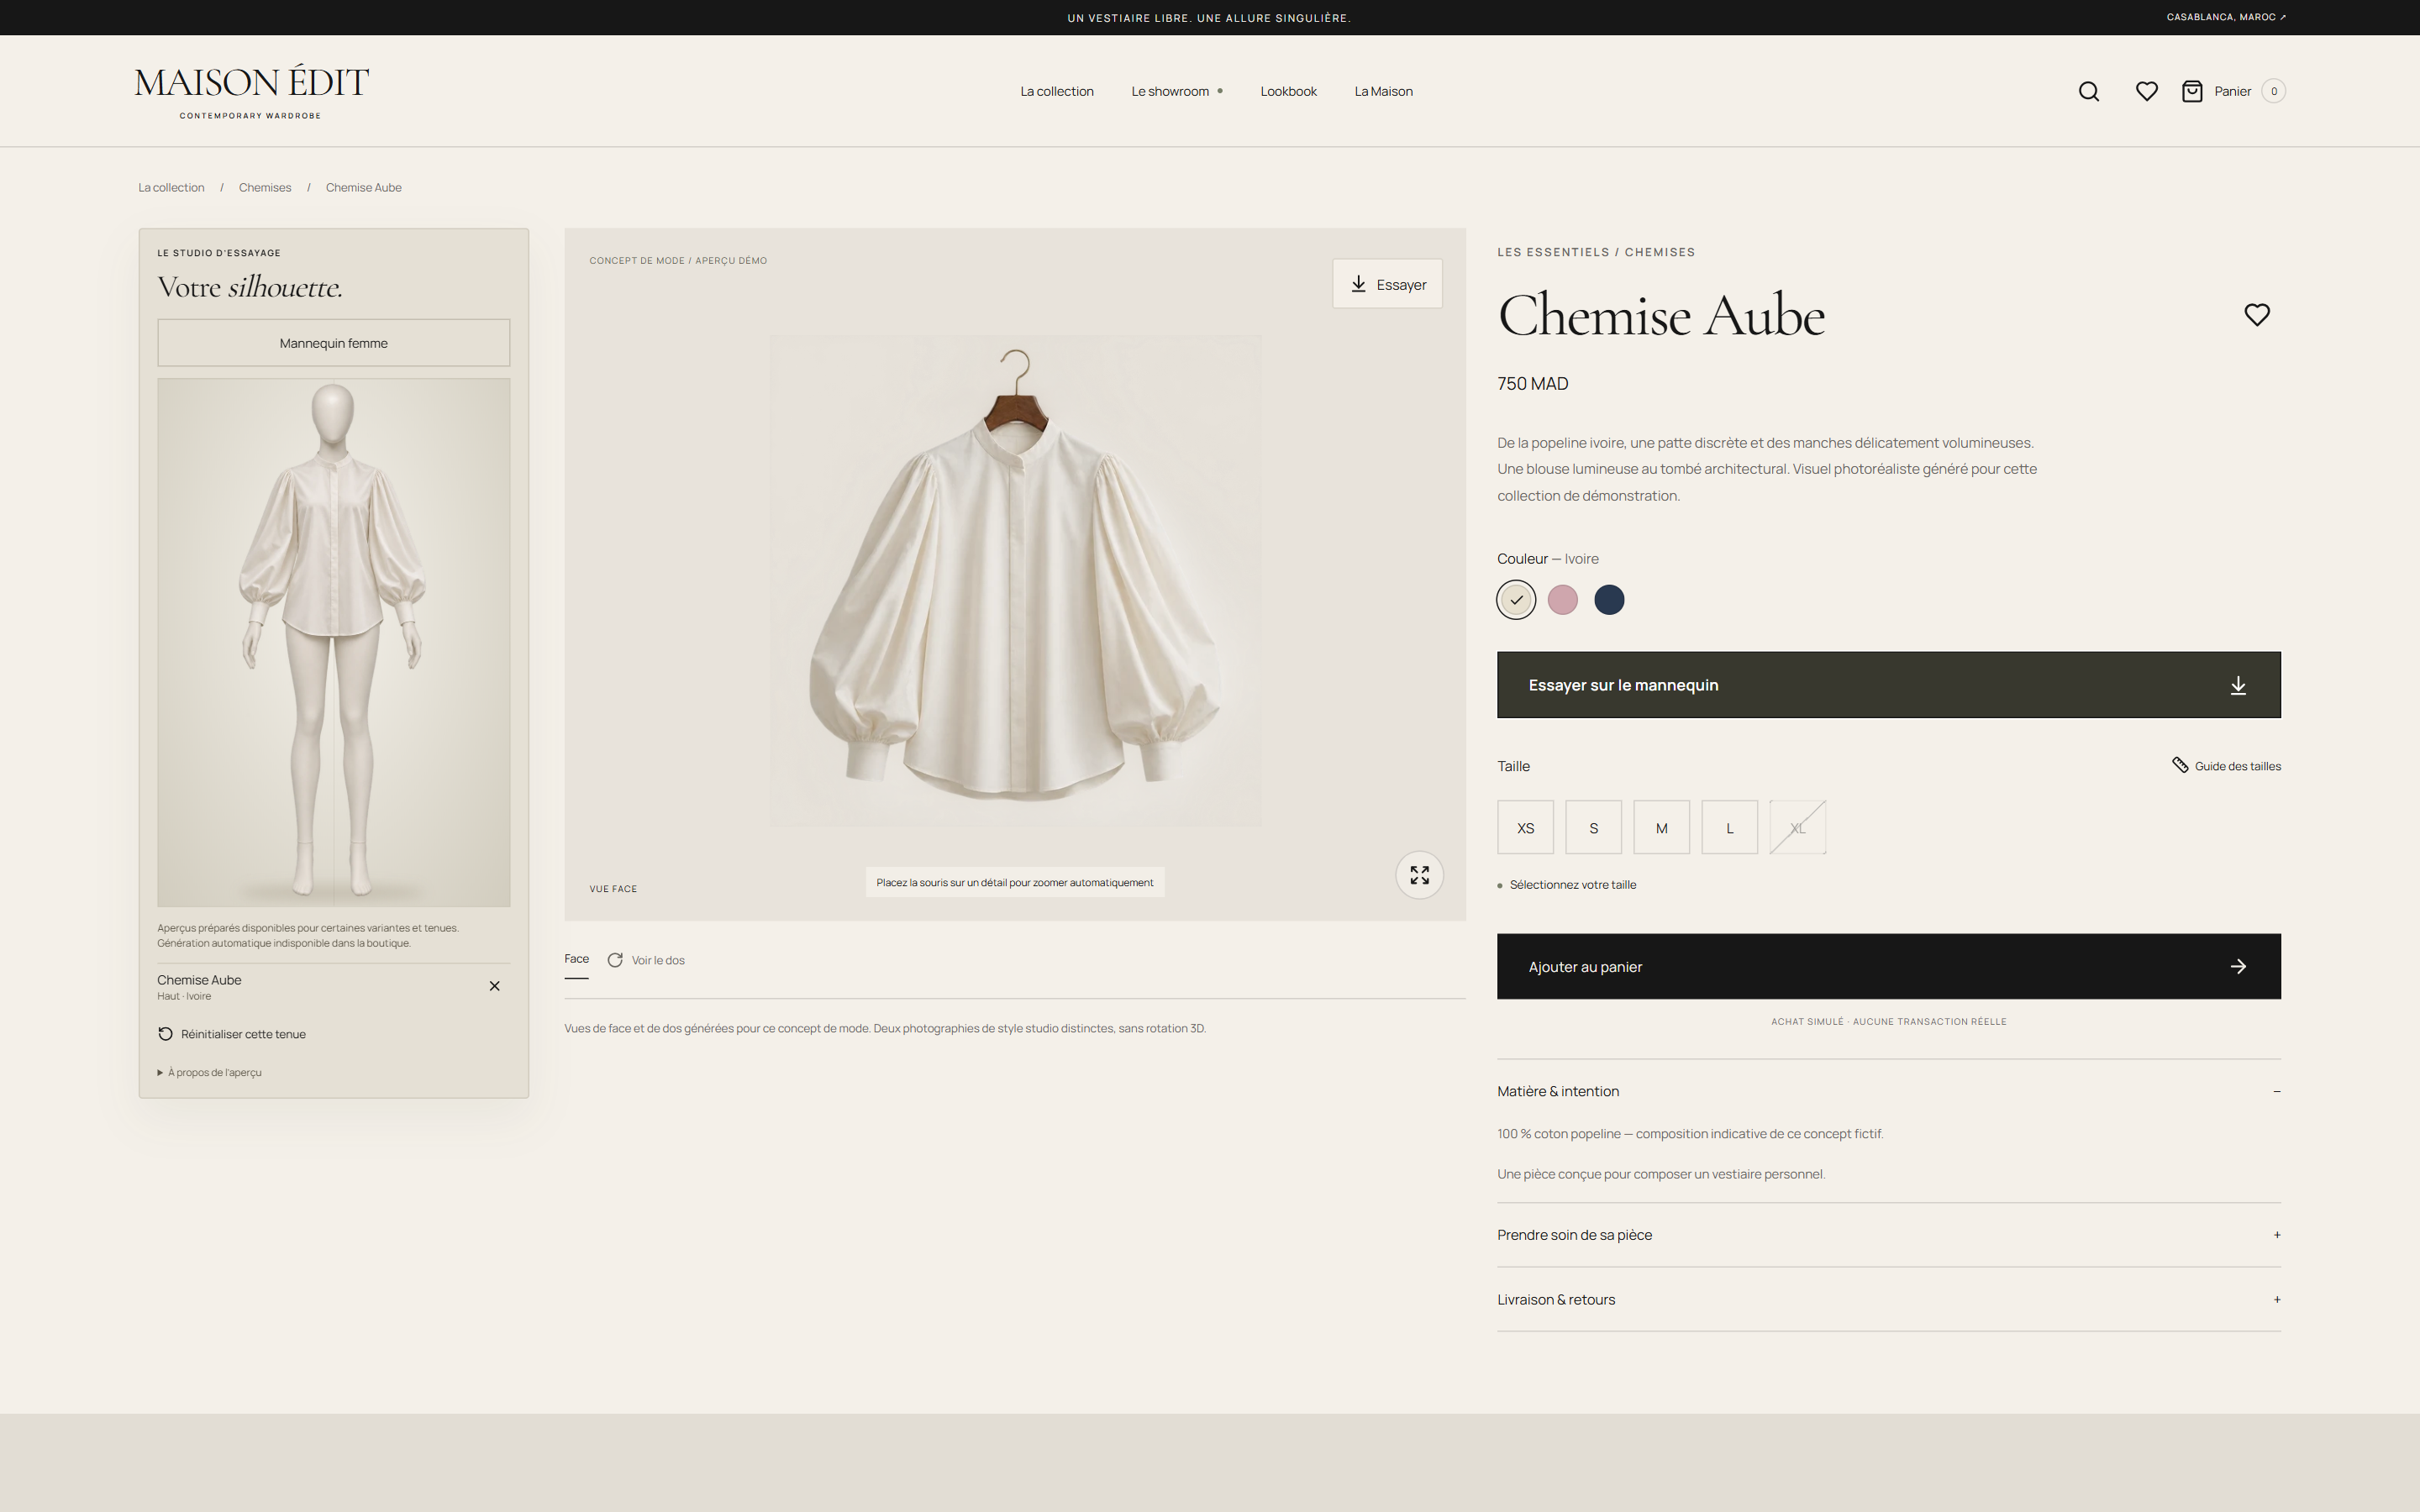 UN VESTIAIRE LIBRE. UNE ALLURE SINGULIÈRE.
CASABLANCA, MAROC ↗
MAISON ÉDIT
CONTEMPORARY WARDROBE
La collection
Le showroom
Lookbook
La Maison
Panier 0
La collection / Chemises / Chemise Aube
LE STUDIO D'ESSAYAGE
Votre silhouette.
Mannequin femme
Aperçus préparés disponibles pour certaines variantes et tenues.
Génération automatique indisponible dans la boutique.
Chemise Aube
Haut · Ivoire
Réinitialiser cette tenue
À propos de l'aperçu
CONCEPT DE MODE / APERÇU DÉMO
Essayer
VUE FACE
Placez la souris sur un détail pour zoomer automatiquement
Face
Voir le dos
Vues de face et de dos générées pour ce concept de mode. Deux photographies de style studio distinctes, sans rotation 3D.
LES ESSENTIELS / CHEMISES
Chemise Aube
750 MAD
De la popeline ivoire, une patte discrète et des manches délicatement volumineuses.
Une blouse lumineuse au tombé architectural. Visuel photoréaliste généré pour cette
collection de démonstration.
Couleur — Ivoire
Essayer sur le mannequin
Taille
Guide des tailles
XS
S
M
L
XL
Sélectionnez votre taille
Ajouter au panier
ACHAT SIMULÉ · AUCUNE TRANSACTION RÉELLE
Matière & intention −
100 % coton popeline — composition indicative de ce concept fictif.
Une pièce conçue pour composer un vestiaire personnel.
Prendre soin de sa pièce +
Livraison & retours +